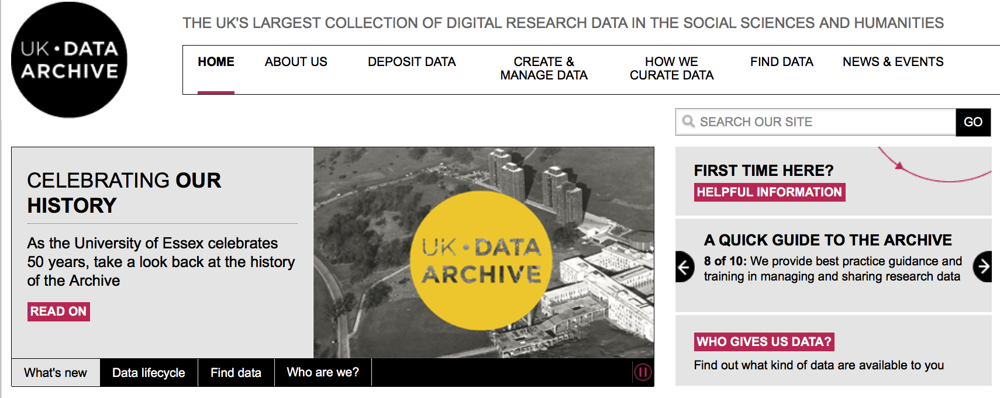 UK • DATA
ARCHIVE
THE UK'S LARGEST COLLECTION OF DIGITAL RESEARCH DATA IN THE SOCIAL SCIENCES AND HUMANITIES
HOME
ABOUT US
DEPOSIT DATA
CREATE &
MANAGE DATA
HOW WE
CURATE DATA
FIND DATA
NEWS & EVENTS
SEARCH OUR SITE
GO
CELEBRATING OUR
HISTORY
As the University of Essex celebrates
50 years, take a look back at the history
of the Archive
READ ON
UK • DATA
ARCHIVE
What's new
Data lifecycle
Find data
Who are we?
FIRST TIME HERE?
HELPFUL INFORMATION
A QUICK GUIDE TO THE ARCHIVE
8 of 10: We provide best practice guidance and
training in managing and sharing research data
WHO GIVES US DATA?
Find out what kind of data are available to you